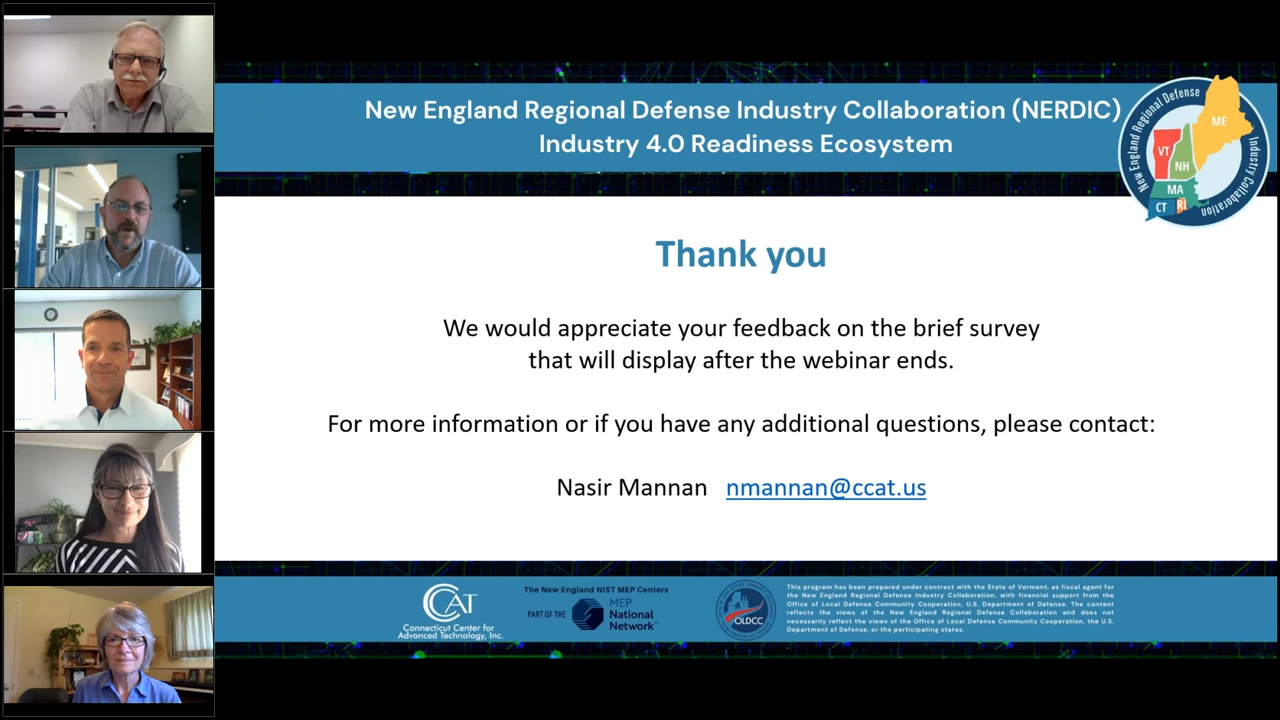 New England Regional Defense Industry Collaboration (NERDIC)
Industry 4.0 Readiness Ecosystem
New England Regional Defense
Industry Collaboration
ME
VT
NH
MA
CT
RI
Thank you
We would appreciate your feedback on the brief survey
that will display after the webinar ends.
For more information or if you have any additional questions, please contact:
Nasir Mannan nmannan@ccat.us
CCAT
Connecticut Center for
Advanced Technology, Inc.
The New England NIST MEP Centers
PART OF THE
MEP
National
Network™
OLDCC
This program has been prepared under contract with the State of Vermont, as fiscal agent for
the New England Regional Defense Industry Collaboration, with financial support from the
Office of Local Defense Community Cooperation, U.S. Department of Defense. The content
reflects the views of the New England Regional Defense Collaboration and does not
necessarily reflect the views of the Office of Local Defense Community Cooperation, the U.S.
Department of Defense, or the participating states.